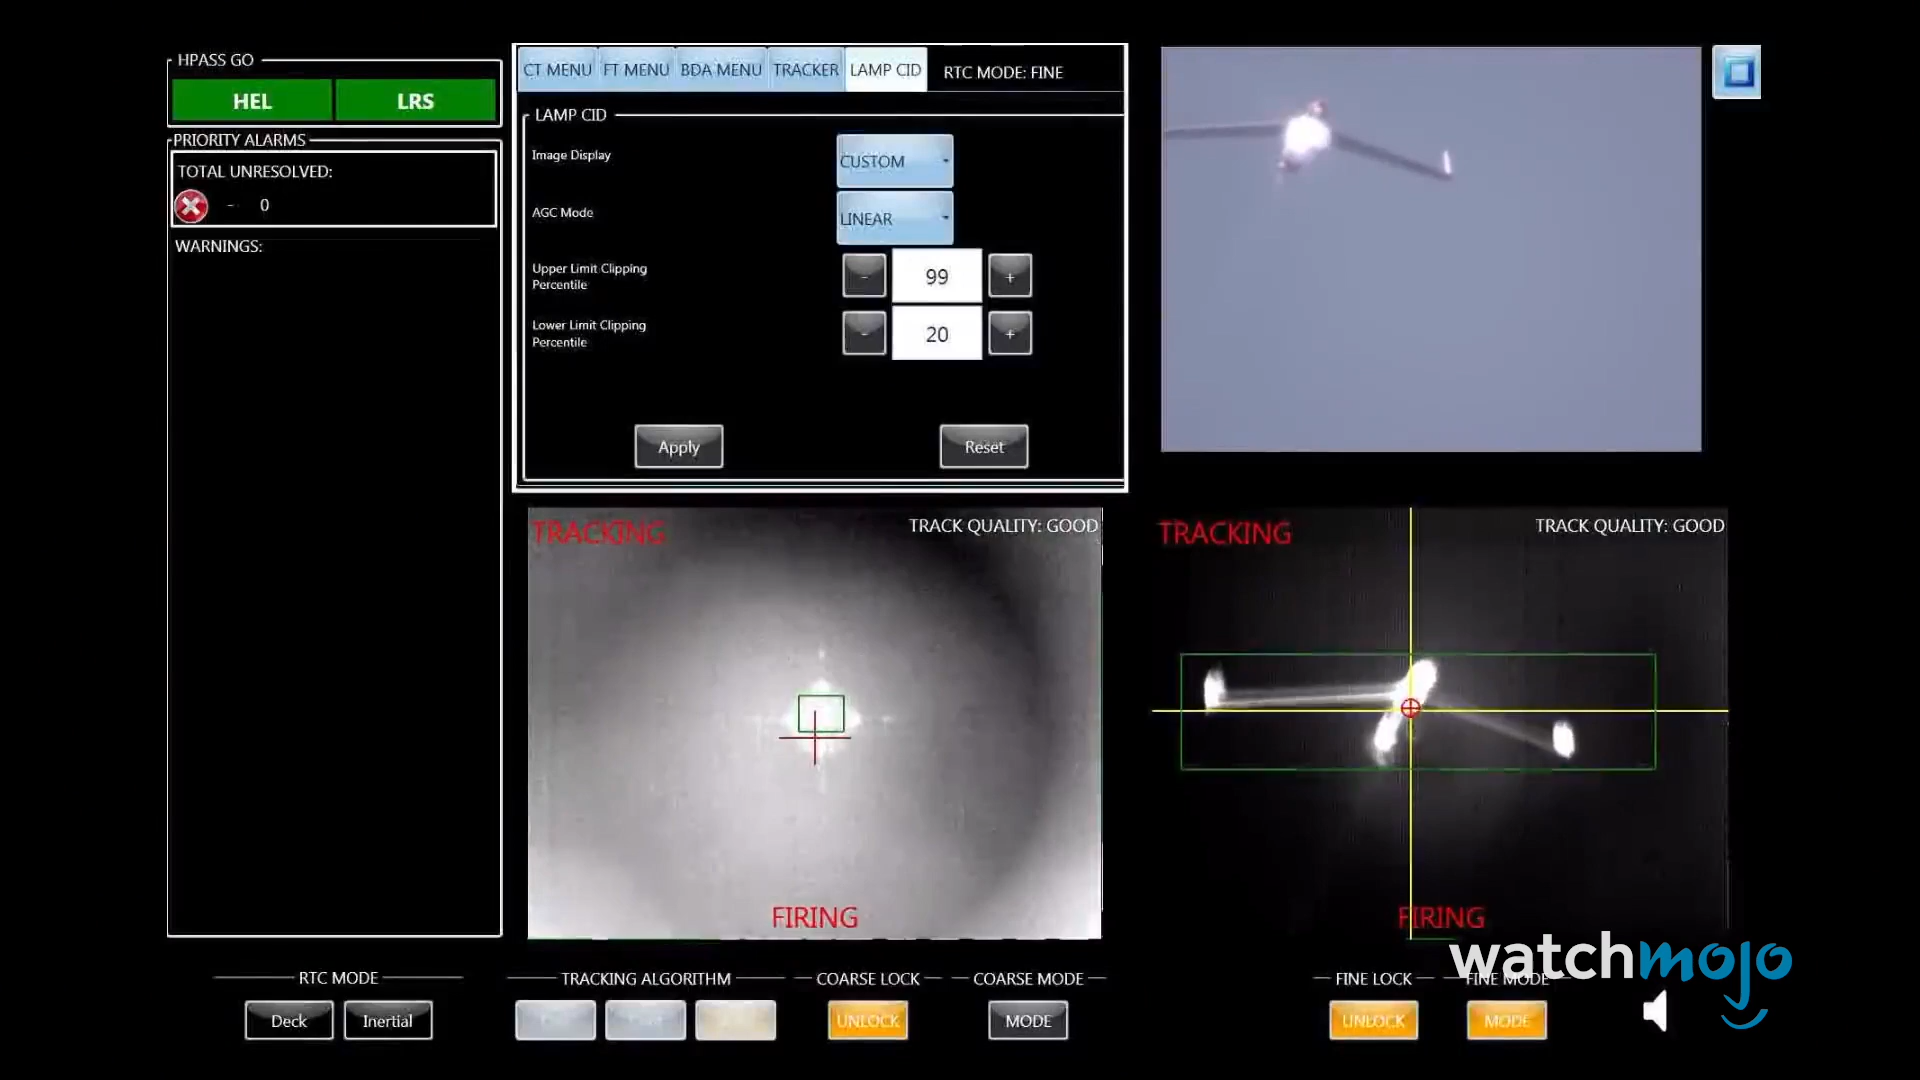 HPASS GO
HEL
LRS
PRIORITY ALARMS
TOTAL UNRESOLVED:
- 0
WARNINGS:
CT MENU
FT MENU
BDA MENU
TRACKER
LAMP CID
RTC MODE: FINE
LAMP CID
Image Display
CUSTOM
AGC Mode
LINEAR
Upper Limit Clipping
Percentile
- 99 +
Lower Limit Clipping
Percentile
- 20 +
Apply
Reset
TRACKING
TRACK QUALITY: GOOD
FIRING
TRACKING
TRACK QUALITY: GOOD
FIRING
RTC MODE
Deck
Inertial
TRACKING ALGORITHM
COARSE LOCK
UNLOCK
COARSE MODE
MODE
FINE LOCK
UNLOCK
FINE MODE
MODE
watchmojo